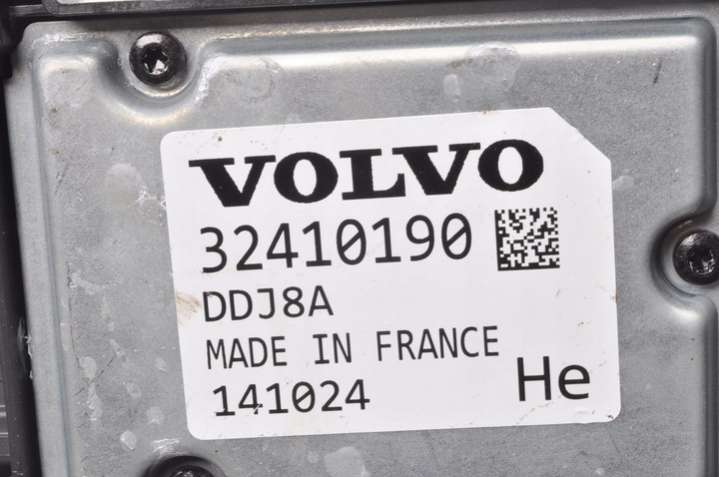 VOLVO
32410190
DDJ8A
MADE IN FRANCE
141024
He